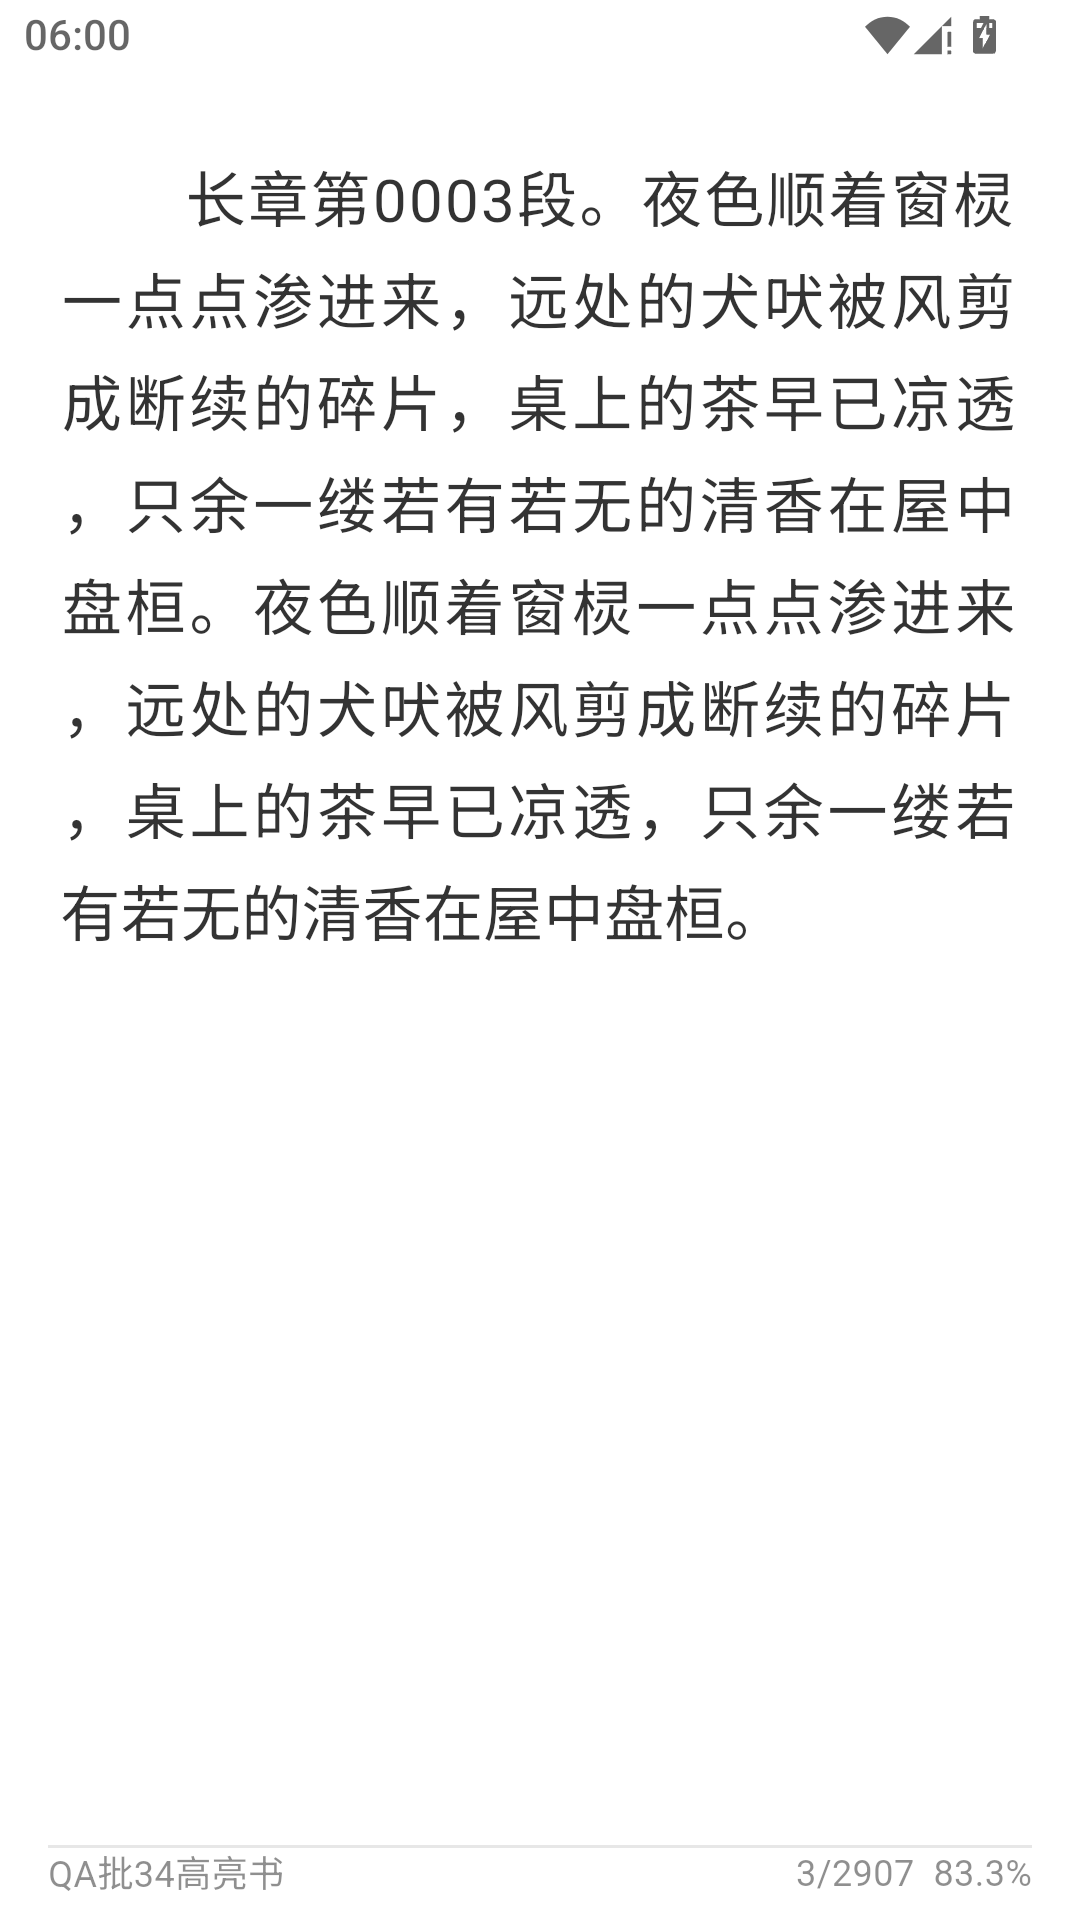 06:00
长章第0003段。夜色顺着窗棂
一点点渗进来，远处的犬吠被风剪
成断续的碎片，桌上的茶早已凉透
，只余一缕若有若无的清香在屋中
盘桓。夜色顺着窗棂一点点渗进来
，远处的犬吠被风剪成断续的碎片
，桌上的茶早已凉透，只余一缕若
有若无的清香在屋中盘桓。
QA批34高亮书 3/2907 83.3%